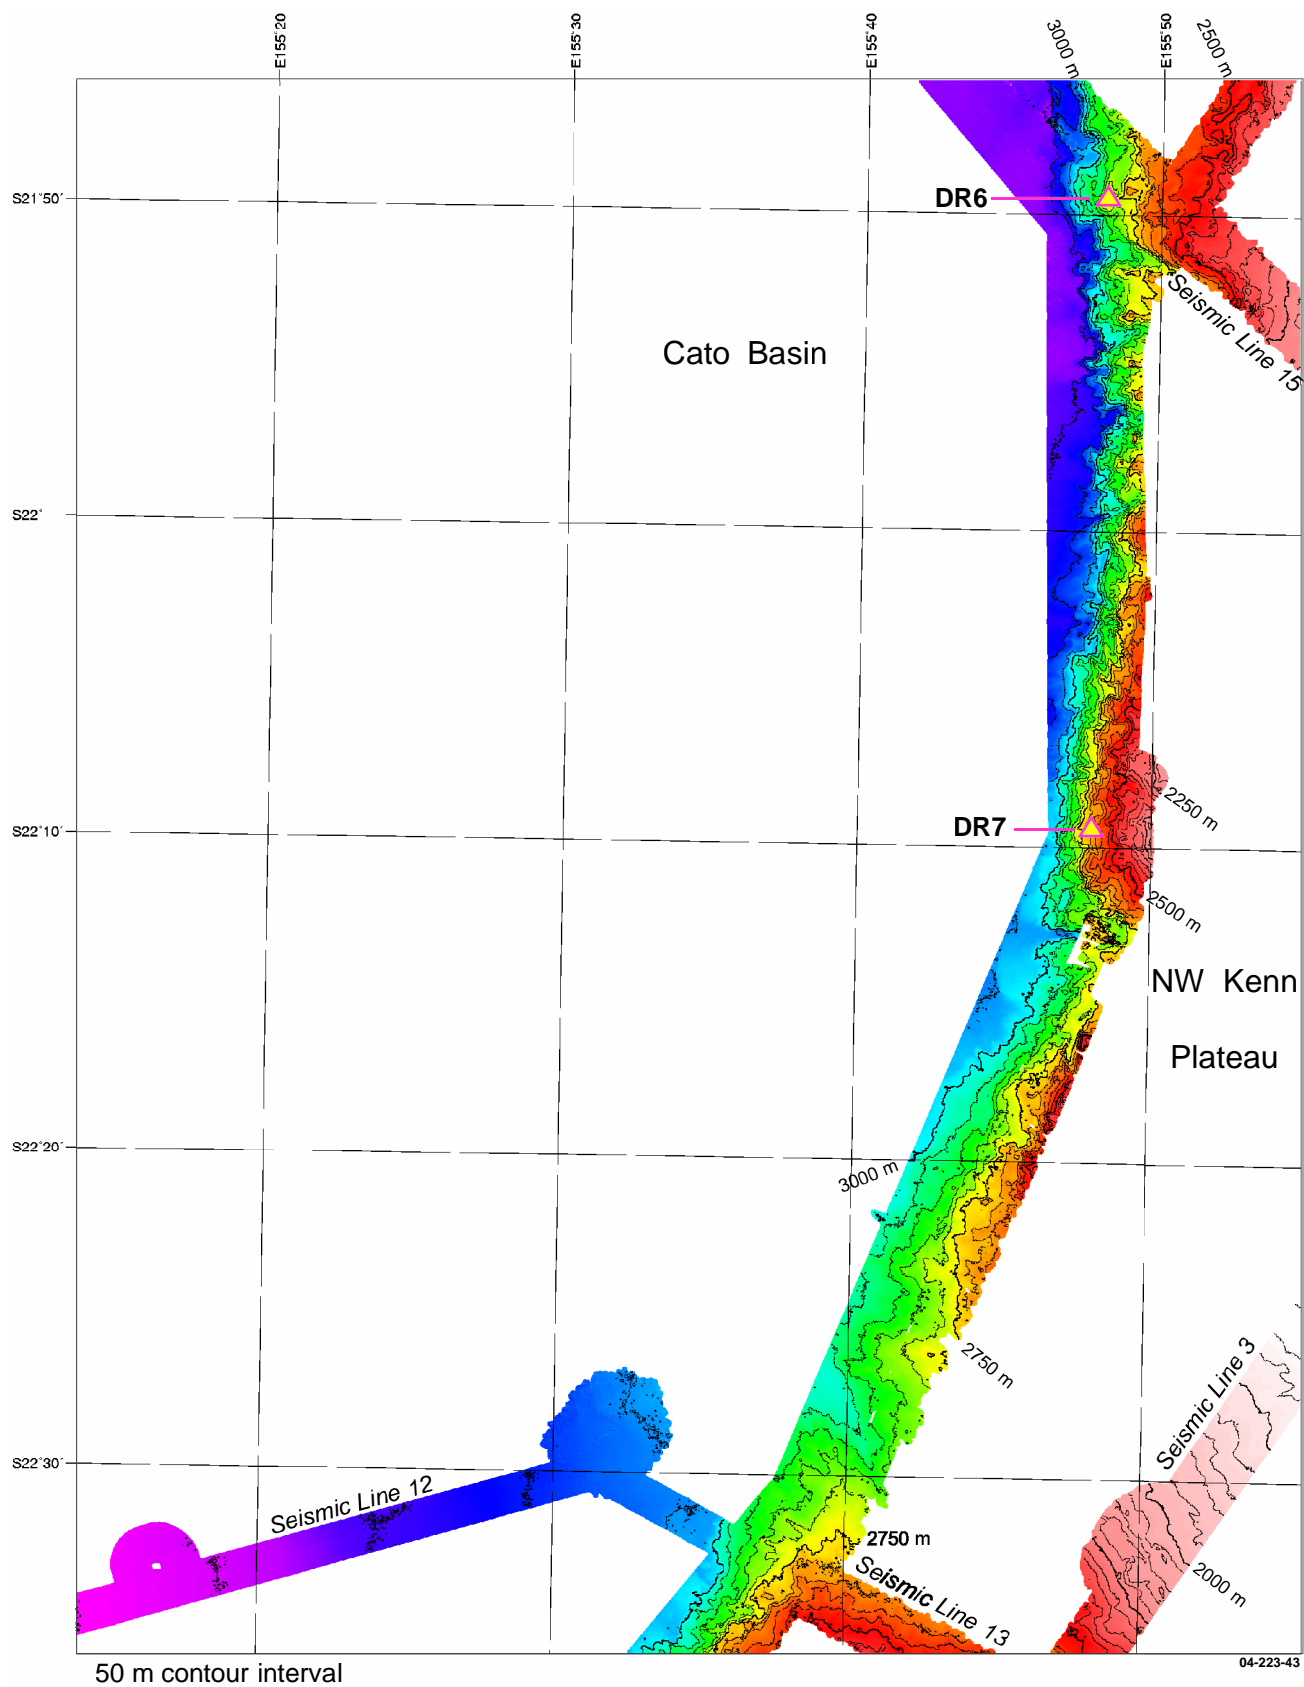 E155°20´
E155°30´
E155°40´
3000 m
E155°50´
2500 m
S21°50´
DR6
Seismic Line 15
Cato Basin
S22°
2250 m
S22°10´
DR7
2500 m
NW Kenn
Plateau
S22°20´
3000 m
2750 m
Seismic Line 3
S22°30´
Seismic Line 12
2750 m
Seismic Line 13
2000 m
50 m contour interval
04-223-43